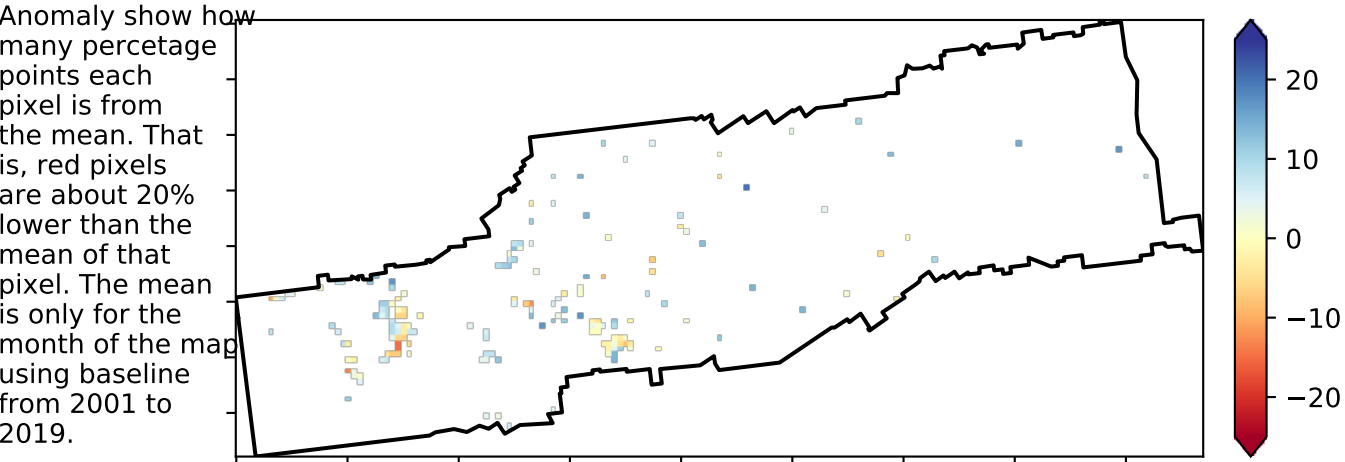 Anomaly show how
many percetage
points each
pixel is from
the mean. That
is, red pixels
are about 20%
lower than the
mean of that
pixel. The mean
is only for the
month of the map
using baseline
from 2001 to
2019.
20
10
0
−10
−20